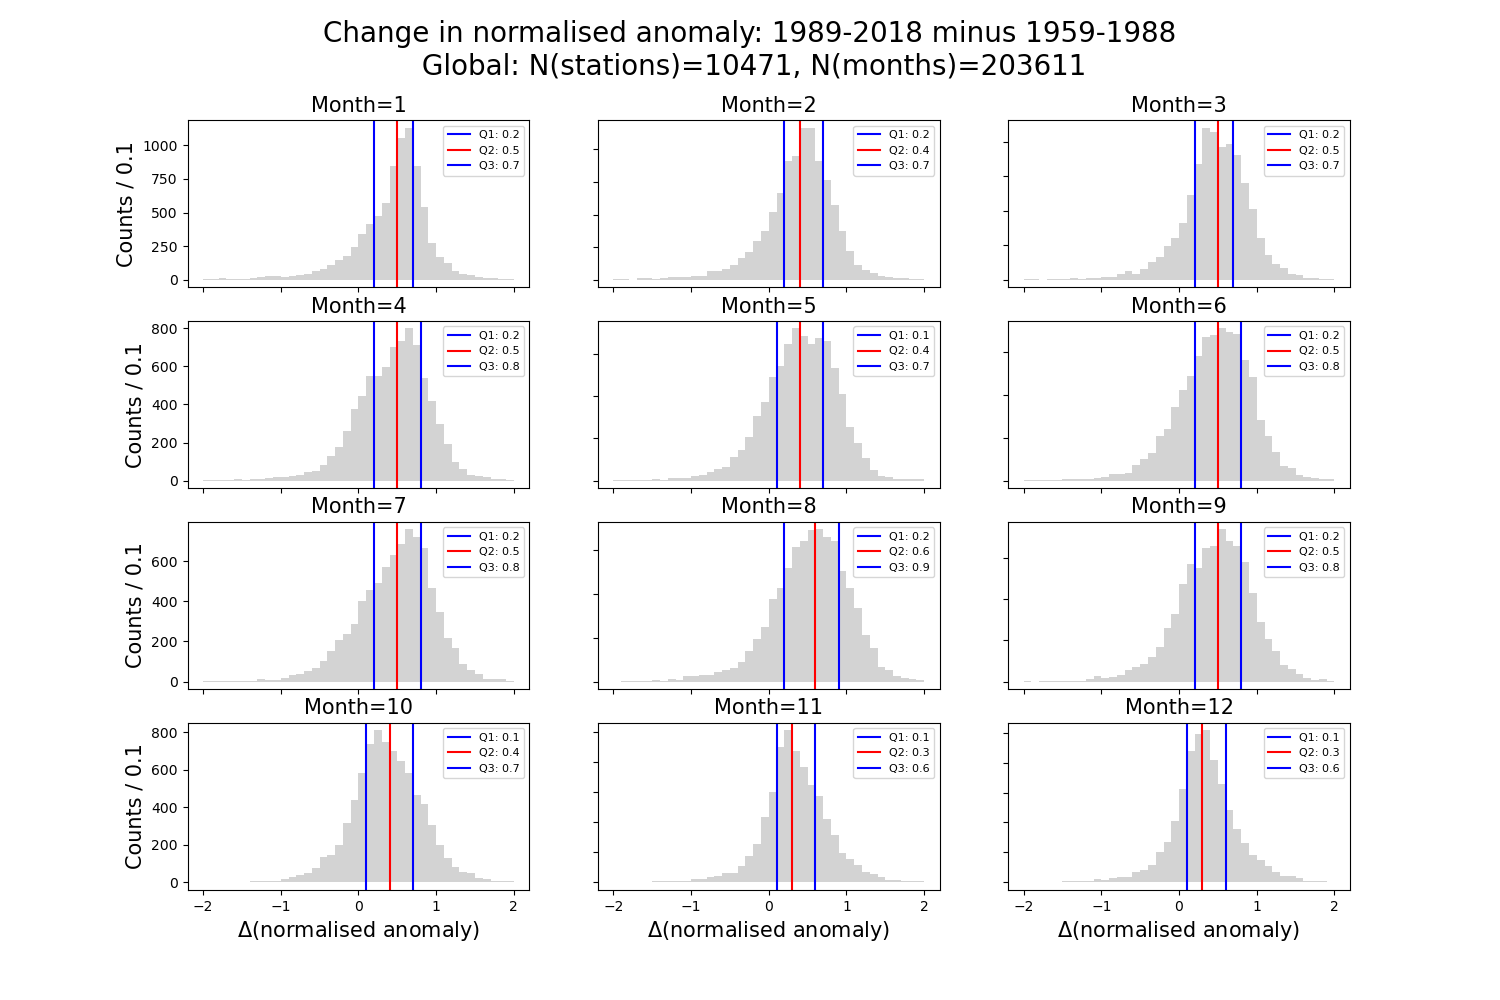 Change in normalised anomaly: 1989-2018 minus 1959-1988
Global: N(stations)=10471, N(months)=203611
Month=1
Counts / 0.1
1000
750
500
250
0
Q1: 0.2
Q2: 0.5
Q3: 0.7
Month=2
Q1: 0.2
Q2: 0.4
Q3: 0.7
Month=3
Q1: 0.2
Q2: 0.5
Q3: 0.7
Month=4
Counts / 0.1
800
600
400
200
0
Q1: 0.2
Q2: 0.5
Q3: 0.8
Month=5
Q1: 0.1
Q2: 0.4
Q3: 0.7
Month=6
Q1: 0.2
Q2: 0.5
Q3: 0.8
Month=7
Counts / 0.1
600
400
200
0
Q1: 0.2
Q2: 0.5
Q3: 0.8
Month=8
Q1: 0.2
Q2: 0.6
Q3: 0.9
Month=9
Q1: 0.2
Q2: 0.5
Q3: 0.8
Month=10
Counts / 0.1
800
600
400
200
0
Q1: 0.1
Q2: 0.4
Q3: 0.7
−2 −1 0 1 2
Δ(normalised anomaly)
Month=11
Q1: 0.1
Q2: 0.3
Q3: 0.6
−2 −1 0 1 2
Δ(normalised anomaly)
Month=12
Q1: 0.1
Q2: 0.3
Q3: 0.6
−2 −1 0 1 2
Δ(normalised anomaly)